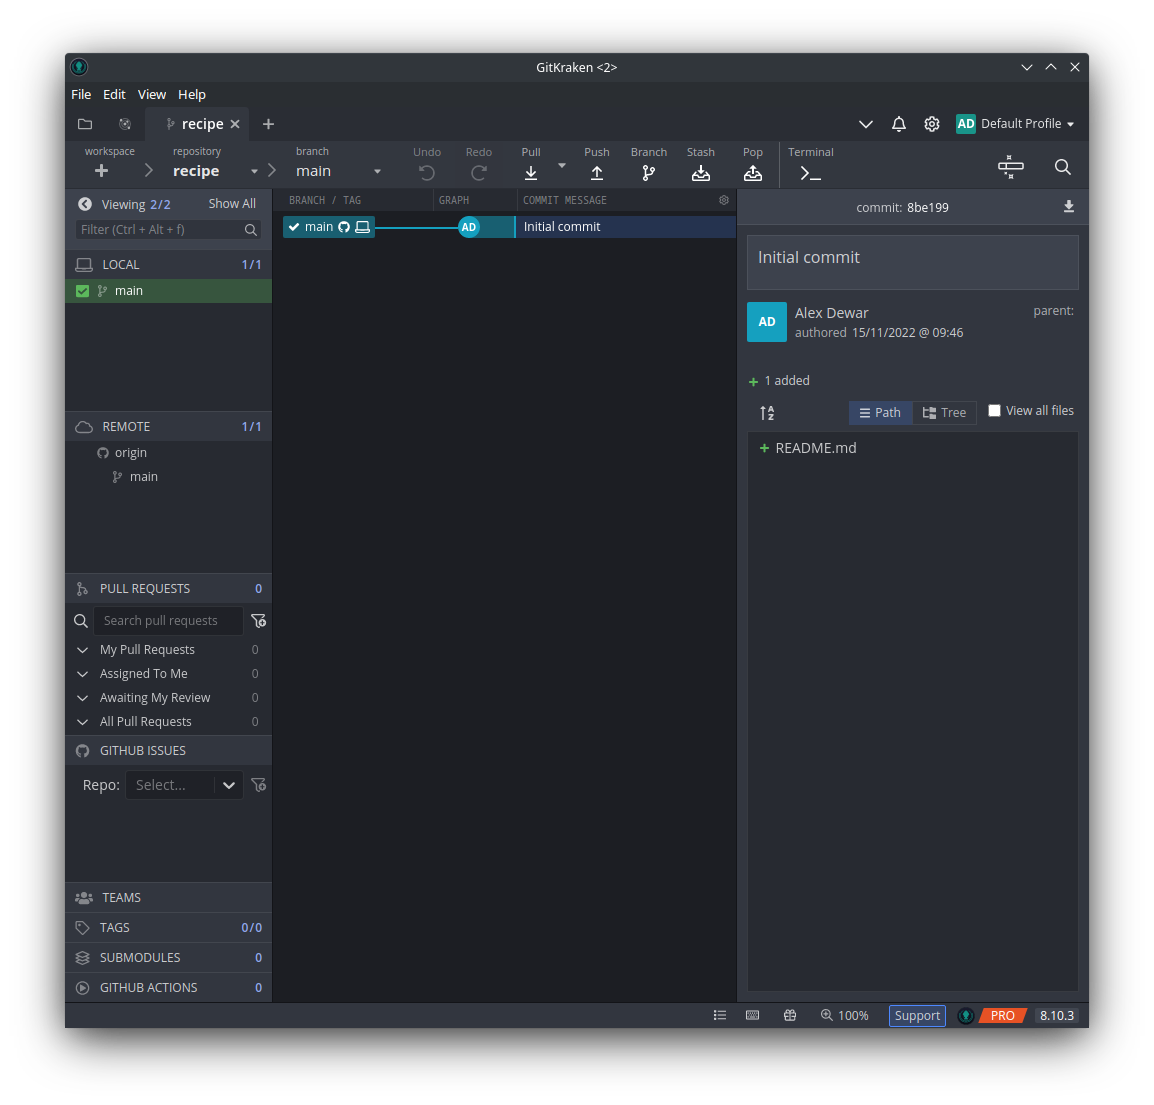 GitKraken <2>
File Edit View Help
recipe
AD Default Profile
workspace repository branch
recipe main
Undo Redo Pull Push Branch Stash Pop Terminal
Viewing 2/2 Show All
Filter (Ctrl + Alt + f)
LOCAL 1/1
main
REMOTE 1/1
origin
main
PULL REQUESTS 0
Search pull requests
My Pull Requests 0
Assigned To Me 0
Awaiting My Review 0
All Pull Requests 0
GITHUB ISSUES
Repo: Select...
TEAMS
TAGS 0/0
SUBMODULES 0
GITHUB ACTIONS 0
BRANCH / TAG GRAPH COMMIT MESSAGE
main AD Initial commit
commit: 8be199
Initial commit
AD
Alex Dewar parent:
authored 15/11/2022 @ 09:46
+ 1 added
A Z Path Tree View all files
+ README.md
100% Support PRO 8.10.3